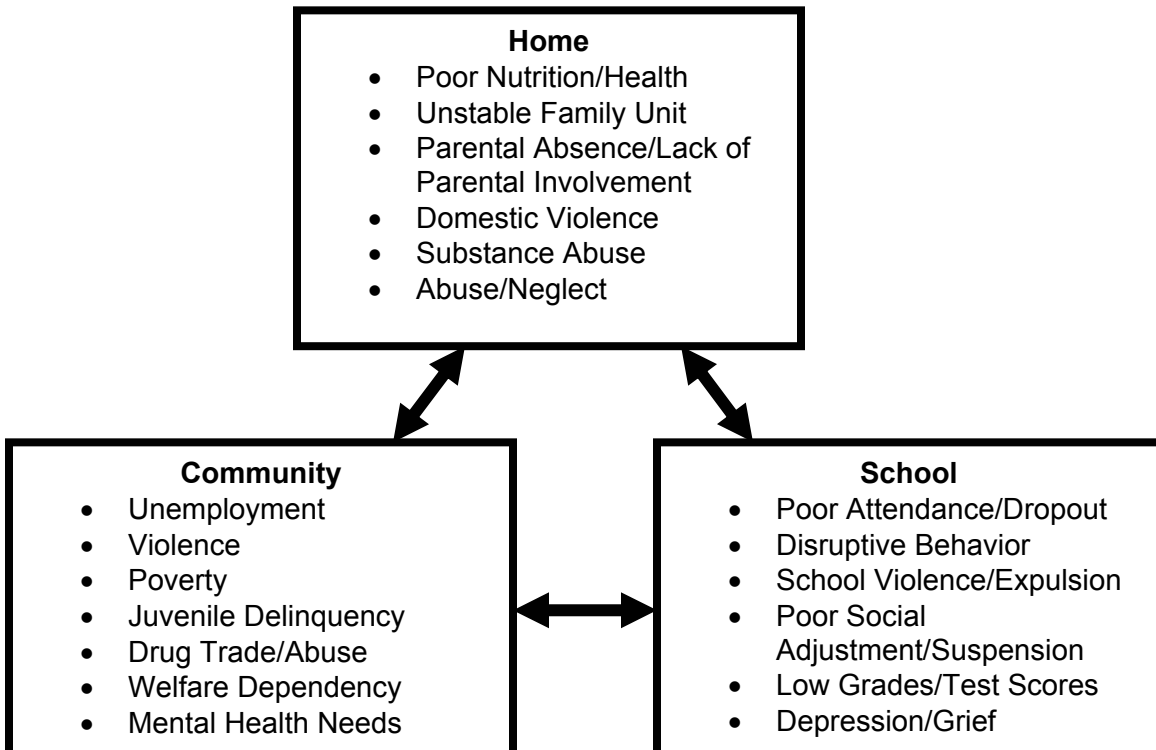 Home
• Poor Nutrition/Health
• Unstable Family Unit
• Parental Absence/Lack of
Parental Involvement
• Domestic Violence
• Substance Abuse
• Abuse/Neglect
Community
• Unemployment
• Violence
• Poverty
• Juvenile Delinquency
• Drug Trade/Abuse
• Welfare Dependency
• Mental Health Needs
School
• Poor Attendance/Dropout
• Disruptive Behavior
• School Violence/Expulsion
• Poor Social
Adjustment/Suspension
• Low Grades/Test Scores
• Depression/Grief